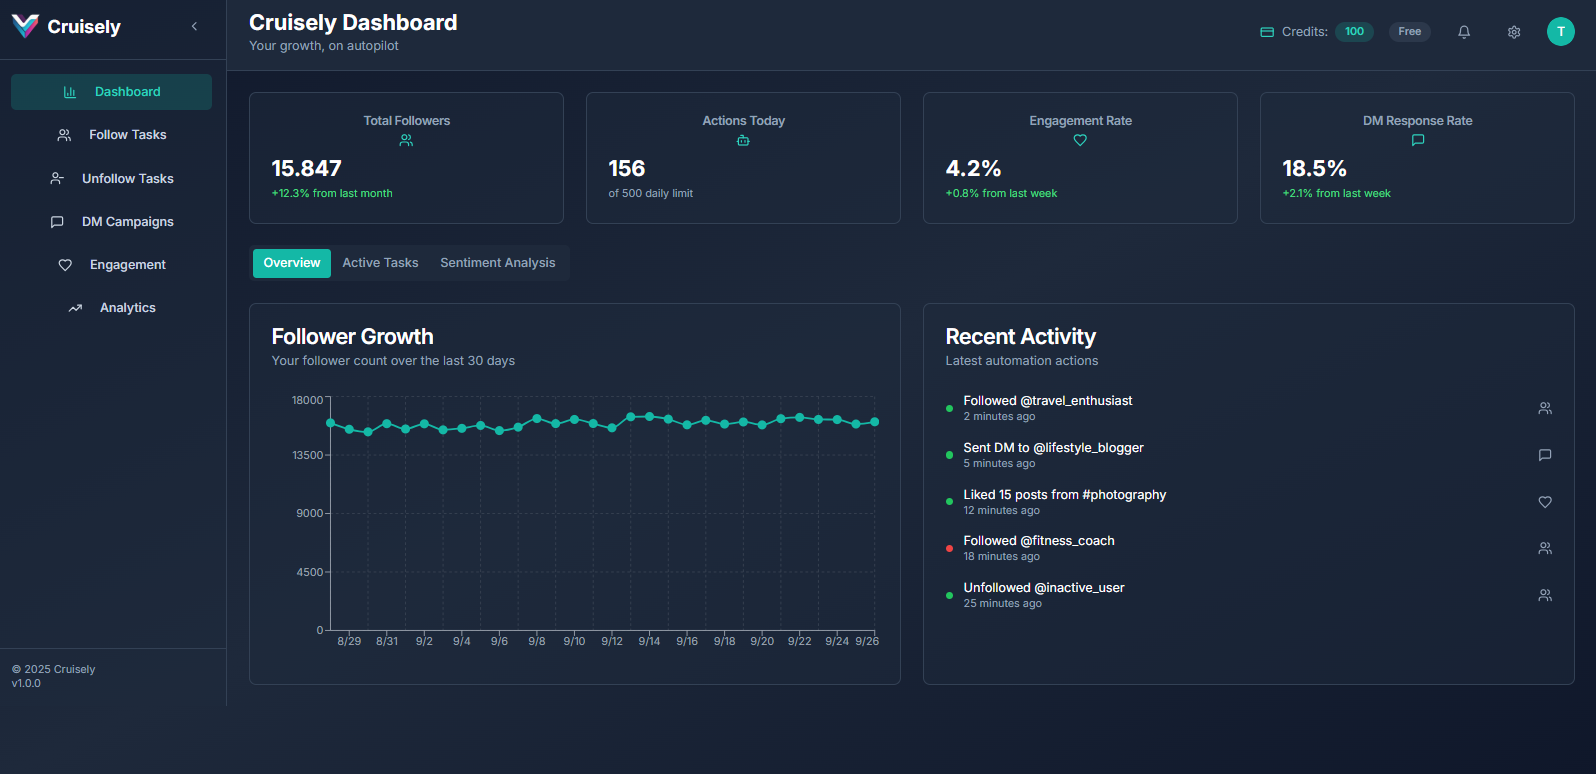 Cruisely
Dashboard
Follow Tasks
Unfollow Tasks
DM Campaigns
Engagement
Analytics
© 2025 Cruisely
v1.0.0
Cruisely Dashboard
Your growth, on autopilot
Credits: 100 Free T
Total Followers
15.847
+12.3% from last month
Actions Today
156
of 500 daily limit
Engagement Rate
4.2%
+0.8% from last week
DM Response Rate
18.5%
+2.1% from last week
Overview Active Tasks Sentiment Analysis
Follower Growth
Your follower count over the last 30 days
18000
13500
9000
4500
0
8/29 8/31 9/2 9/4 9/6 9/8 9/10 9/12 9/14 9/16 9/18 9/20 9/22 9/24 9/26
Recent Activity
Latest automation actions
Followed @travel_enthusiast
2 minutes ago
Sent DM to @lifestyle_blogger
5 minutes ago
Liked 15 posts from #photography
12 minutes ago
Followed @fitness_coach
18 minutes ago
Unfollowed @inactive_user
25 minutes ago